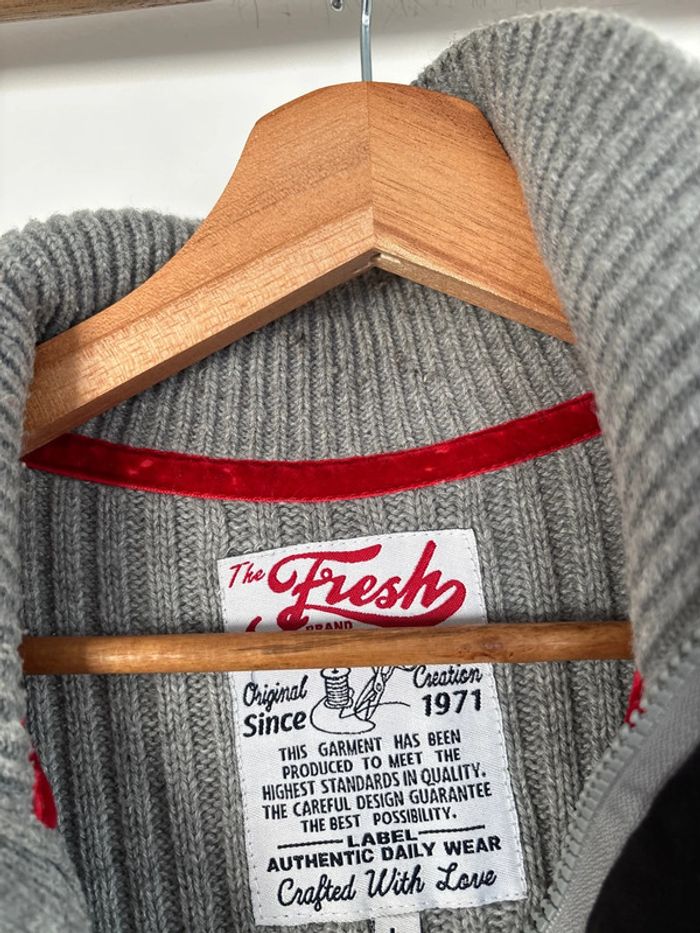 The Fresh
BRAND
Original Creation
Since 1971
THIS GARMENT HAS BEEN
PRODUCED TO MEET THE
HIGHEST STANDARDS IN QUALITY.
THE CAREFUL DESIGN GUARANTEE
THE BEST POSSIBILITY.
LABEL
AUTHENTIC DAILY WEAR
Crafted With Love